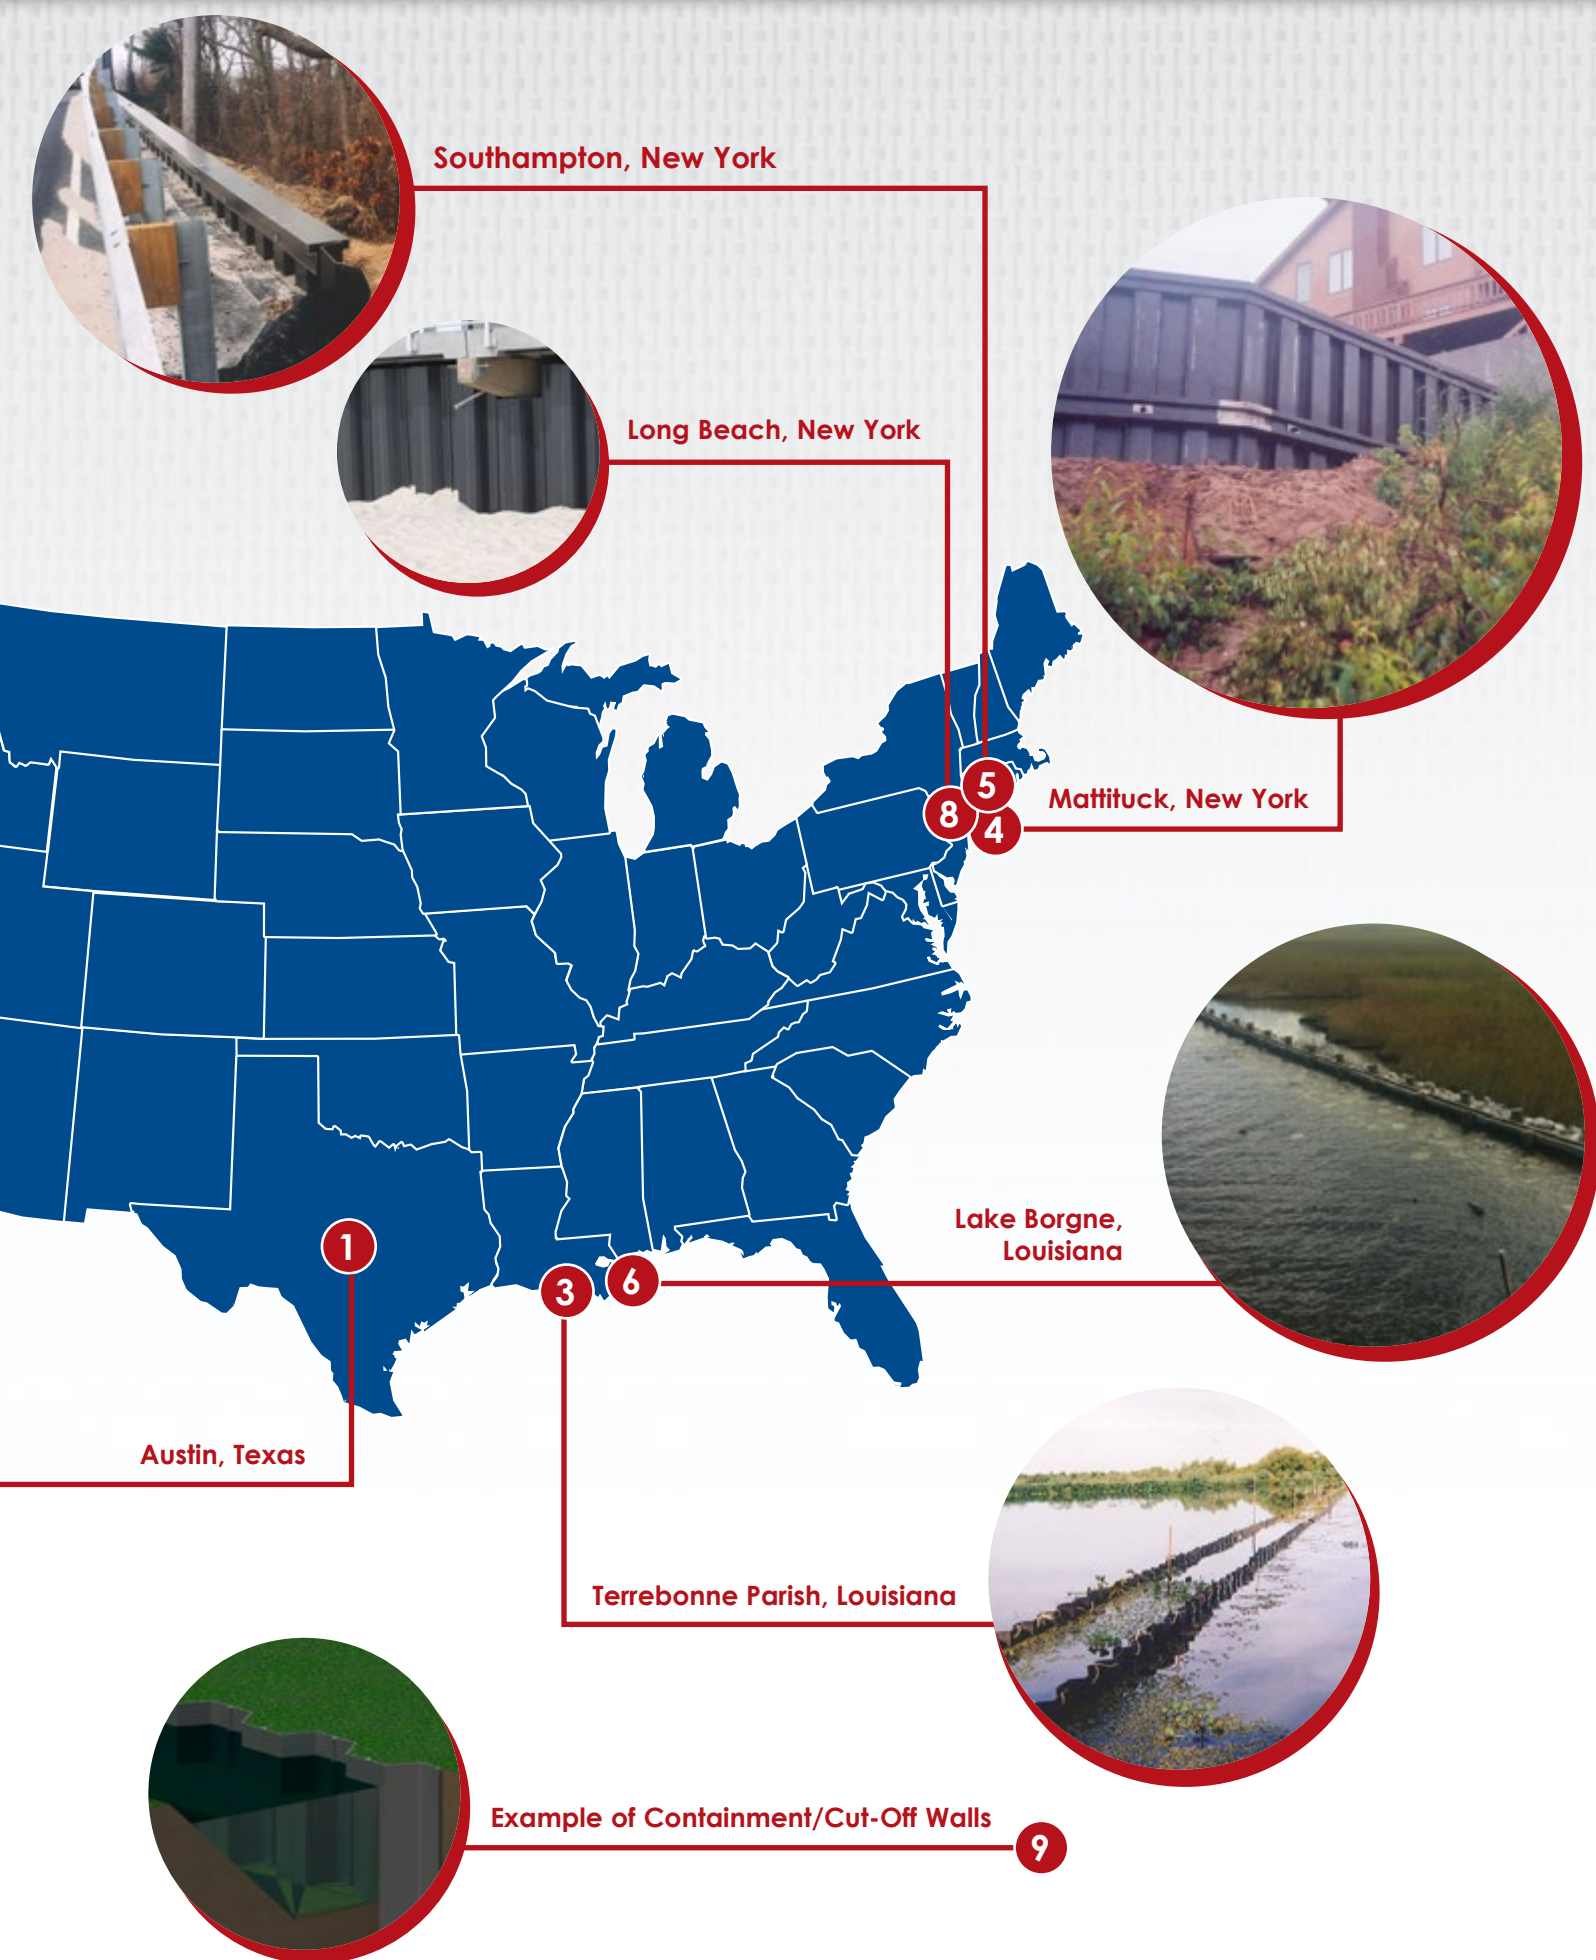 Southampton, New York
Long Beach, New York
5
8
4
Mattituck, New York
Lake Borgne,
Louisiana
1
3
6
Austin, Texas
Terrebonne Parish, Louisiana
Example of Containment/Cut-Off Walls
9